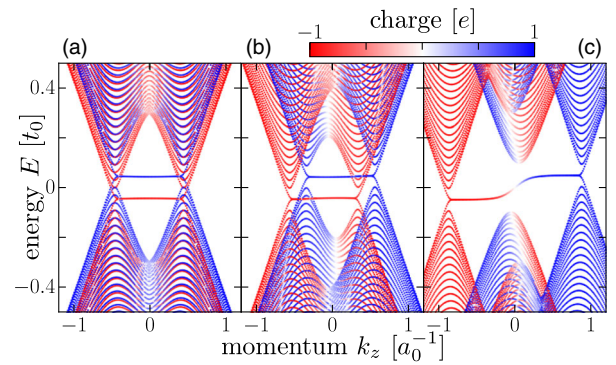 charge [e]
−1 1
(a) (b) (c)
energy E [t₀]
0.4
0
−0.4
−1 0 1 −1 0 1 −1 0 1
momentum k_z [a₀⁻¹]